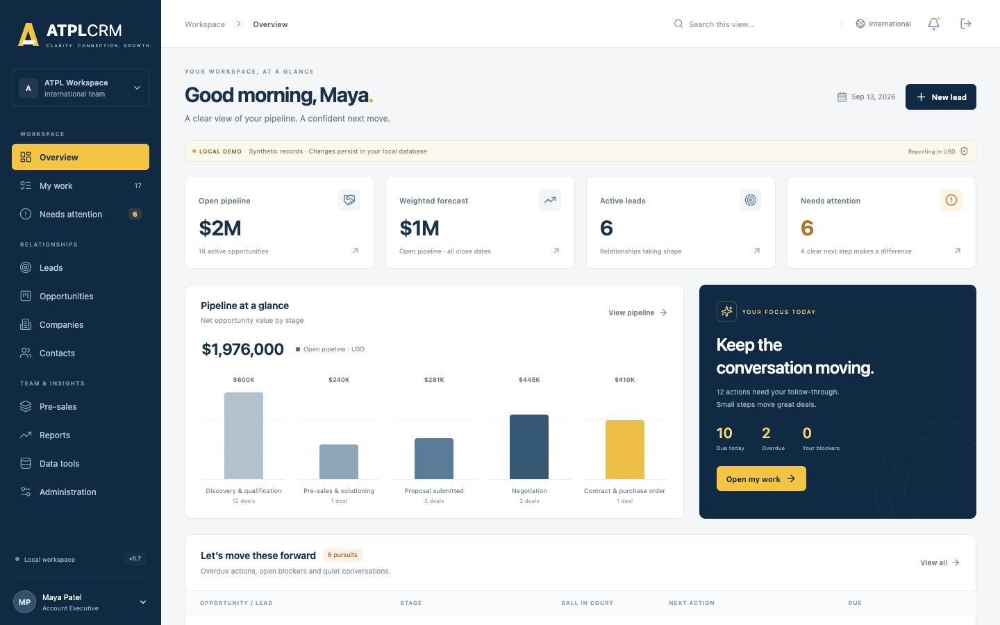 ATPLCRM
CLARITY. CONNECTION. GROWTH.
A
ATPL Workspace
International team
WORKSPACE
Overview
My work 17
Needs attention 6
RELATIONSHIPS
Leads
Opportunities
Companies
Contacts
TEAM & INSIGHTS
Pre-sales
Reports
Data tools
Administration
Local workspace v0.7
MP
Maya Patel
Account Executive
Workspace Overview
Search this view...
International
YOUR WORKSPACE, AT A GLANCE
Good morning, Maya.
A clear view of your pipeline. A confident next move.
Sep 13, 2026
New lead
LOCAL DEMO Synthetic records · Changes persist in your local database
Reporting in USD
Open pipeline
$2M
18 active opportunities
Weighted forecast
$1M
Open pipeline · all close dates
Active leads
6
Relationships taking shape
Needs attention
6
A clear next step makes a difference
Pipeline at a glance
Net opportunity value by stage
View pipeline
$1,976,000
Open pipeline · USD
$600K $240K $281K $445K $410K
Discovery & qualification Pre-sales & solutioning Proposal submitted Negotiation Contract & purchase order
12 deals 1 deal 2 deals 2 deals 1 deal
YOUR FOCUS TODAY
Keep the
conversation moving.
12 actions need your follow-through.
Small steps move great deals.
10 2 0
Due today Overdue Your blockers
Open my work
Let's move these forward 6 pursuits
Overdue actions, open blockers and quiet conversations.
View all
OPPORTUNITY / LEAD STAGE BALL IN COURT NEXT ACTION DUE